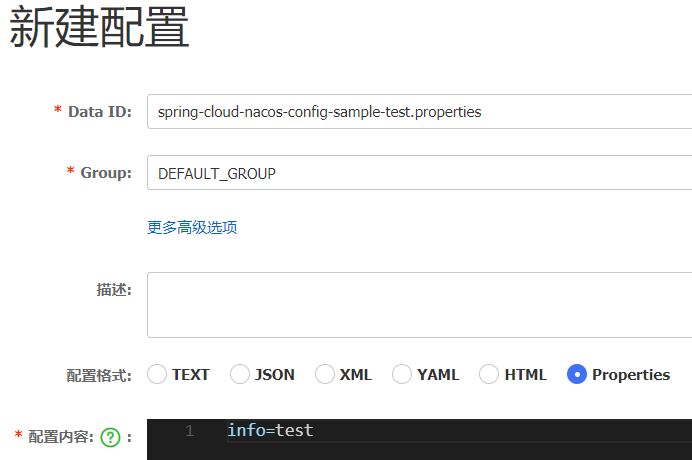 新建配置
* Data ID: spring-cloud-nacos-config-sample-test.properties
* Group: DEFAULT_GROUP
更多高级选项
描述:
配置格式: TEXT JSON XML YAML HTML Properties
* 配置内容: ? :
1 info=test